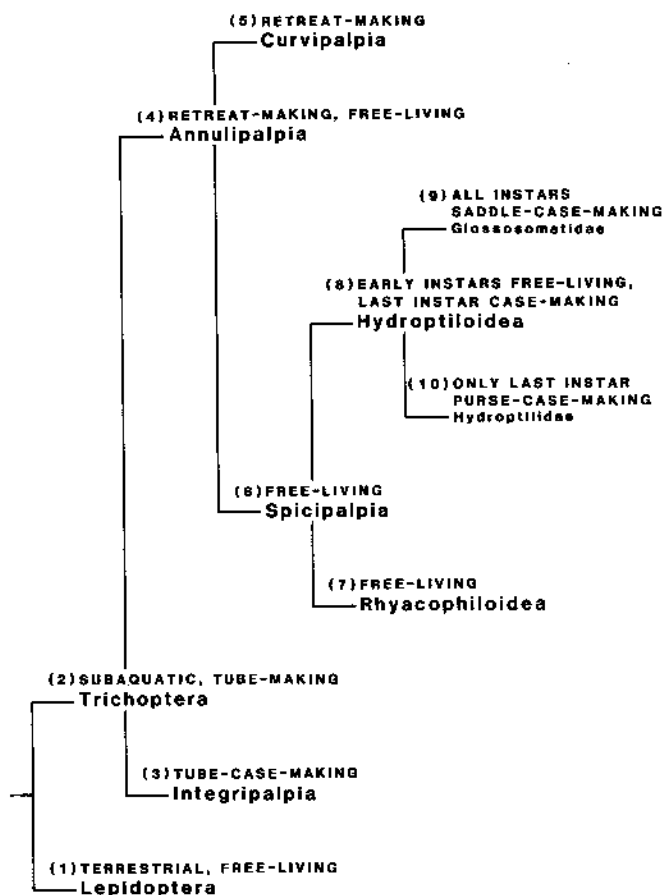 (5) RETREAT-MAKING
Curvipalpia
(4) RETREAT-MAKING, FREE-LIVING
Annulipalpia
(9) ALL INSTARS
SADDLE-CASE-MAKING
Glossosomatidae
(8) EARLY INSTARS FREE-LIVING,
LAST INSTAR CASE-MAKING
Hydroptiloidea
(10) ONLY LAST INSTAR
PURSE-CASE-MAKING
Hydroptilidae
(6) FREE-LIVING
Spicipalpia
(7) FREE-LIVING
Rhyacophiloidea
(2) SUBAQUATIC, TUBE-MAKING
Trichoptera
(3) TUBE-CASE-MAKING
Integripalpia
(1) TERRESTRIAL, FREE-LIVING
Lepidoptera